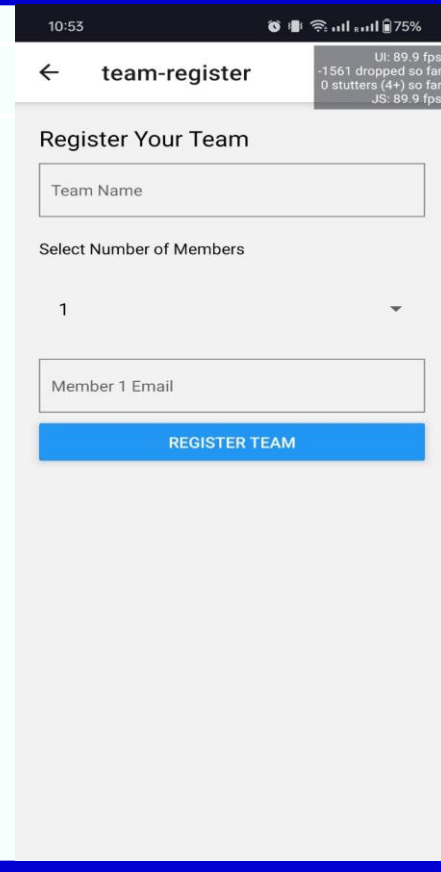 10:53
75%
UI: 89.9 fps
team-register
-1561 dropped so far
0 stutters (4+) so far
JS: 89.9 fps
Register Your Team
Team Name
Select Number of Members
1
Member 1 Email
REGISTER TEAM